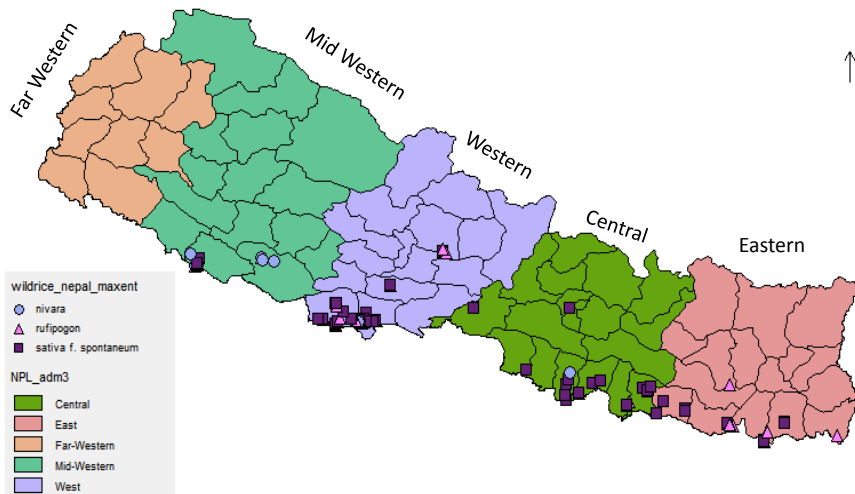 Far Western
Mid Western
Western
Central
Eastern
wildrice_nepal_maxent
nivara
rufipogon
sativa f. spontaneum
NPL_adm3
Central
East
Far-Western
Mid-Western
West